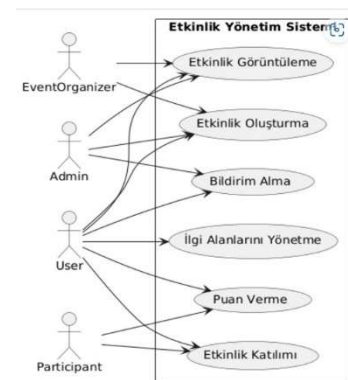 Etkinlik Yönetim Sistem
Etkinlik Görüntüleme
EventOrganizer
Etkinlik Oluşturma
Admin
Bildirim Alma
İlgi Alanlarını Yönetme
User
Puan Verme
Etkinlik Katılımı
Participant